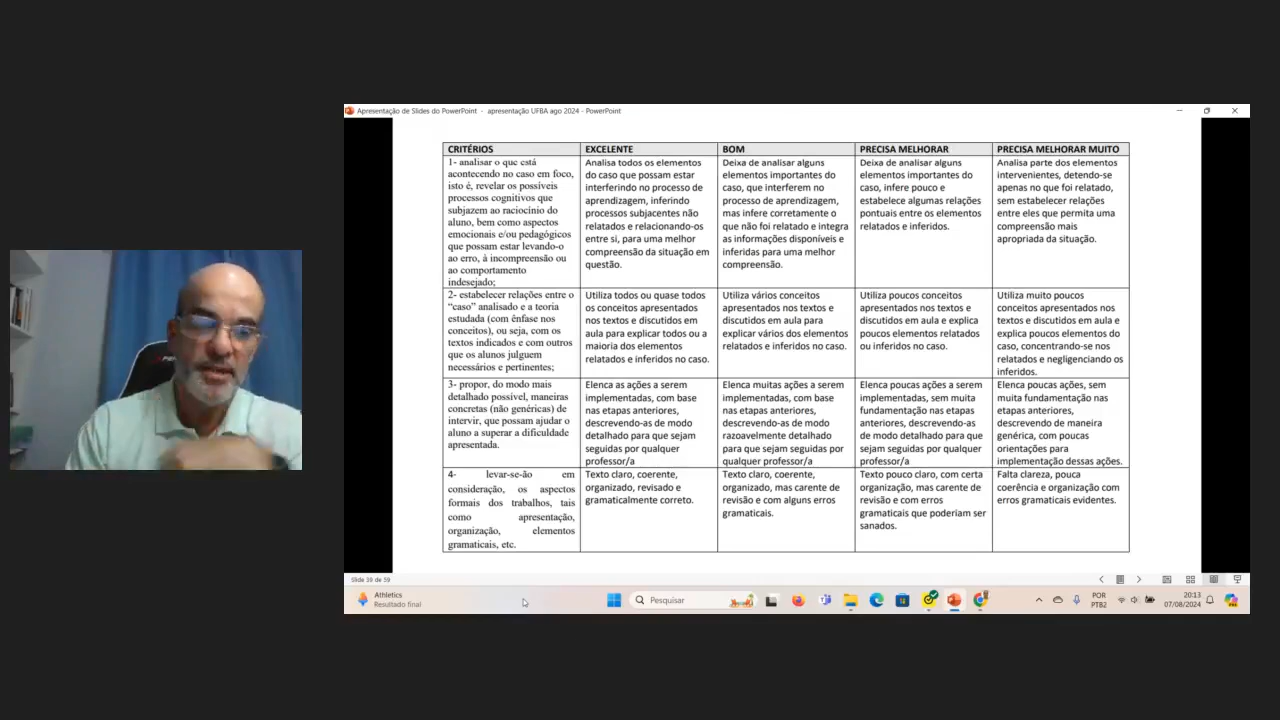 Apresentação de Slides do PowerPoint - apresentação UFBA ago 2024 - PowerPoint
CRITÉRIOS
EXCELENTE
BOM
PRECISA MELHORAR
PRECISA MELHORAR MUITO
1- analisar o que está
acontecendo no caso em foco,
isto é, revelar os possíveis
processos cognitivos que
subjazem ao raciocínio do
aluno, bem como aspectos
emocionais e/ou pedagógicos
que possam estar levando-o
ao erro, à incompreensão ou
ao comportamento
indesejado;
Analisa todos os elementos
do caso que possam estar
interferindo no processo de
aprendizagem, inferindo
processos subjacentes não
relatados e relacionando-os
entre si, para uma melhor
compreensão da situação em
questão.
Deixa de analisar alguns
elementos importantes do
caso, que interferem no
processo de aprendizagem,
mas infere corretamente o
que não foi relatado e integra
as informações disponíveis e
inferidas para uma melhor
compreensão.
Deixa de analisar alguns
elementos importantes do
caso, infere pouco e
estabelece algumas relações
pontuais entre os elementos
relatados e inferidos.
Analisa parte dos elementos
intervenientes, detendo-se
apenas no que foi relatado,
sem estabelecer relações
entre eles que permita uma
compreensão mais
apropriada da situação.
2- estabelecer relações entre o
“caso” analisado e a teoria
estudada (com ênfase nos
conceitos), ou seja, com os
textos indicados e com outros
que os alunos julguem
necessários e pertinentes;
Utiliza todos ou quase todos
os conceitos apresentados
nos textos e discutidos em
aula para explicar todos ou a
maioria dos elementos
relatados e inferidos no caso.
Utiliza vários conceitos
apresentados nos textos e
discutidos em aula para
explicar vários dos elementos
relatados e inferidos no caso.
Utiliza poucos conceitos
apresentados nos textos e
discutidos em aula e explica
poucos elementos relatados
ou inferidos no caso.
Utiliza muito poucos
conceitos apresentados nos
textos e discutidos em aula e
explica poucos elementos do
caso, concentrando-se nos
relatados e negligenciando os
inferidos.
3- propor, do modo mais
detalhado possível, maneiras
concretas (não genéricas) de
intervir, que possam ajudar o
aluno a superar a dificuldade
apresentada.
Elenca as ações a serem
implementadas, com base
nas etapas anteriores,
descrevendo-as de modo
detalhado para que sejam
seguidas por qualquer
professor/a
Elenca muitas ações a serem
implementadas, com base
nas etapas anteriores,
descrevendo-as de modo
razoavelmente detalhado
para que sejam seguidas por
qualquer professor/a
Elenca poucas ações a serem
implementadas, sem muita
fundamentação nas etapas
anteriores, descrevendo-as
de modo detalhado para que
sejam seguidas por qualquer
professor/a
Elenca poucas ações, sem
muita fundamentação nas
etapas anteriores,
descrevendo de maneira
genérica, com poucas
orientações para
implementação dessas ações.
4- levar-se-ão em
consideração, os aspectos
formais dos trabalhos, tais
como apresentação,
organização, elementos
gramaticais, etc.
Texto claro, coerente,
organizado, revisado e
gramaticalmente correto.
Texto claro, coerente,
organizado, mas carente de
revisão e com alguns erros
gramaticais.
Texto pouco claro, com certa
organização, mas carente de
revisão e com erros
gramaticais que poderiam ser
sanados.
Falta clareza, pouca
coerência e organização com
erros gramaticais evidentes.
Athletics
Resultado final
Pesquisar
POR
PTB2
20:13
07/08/2024